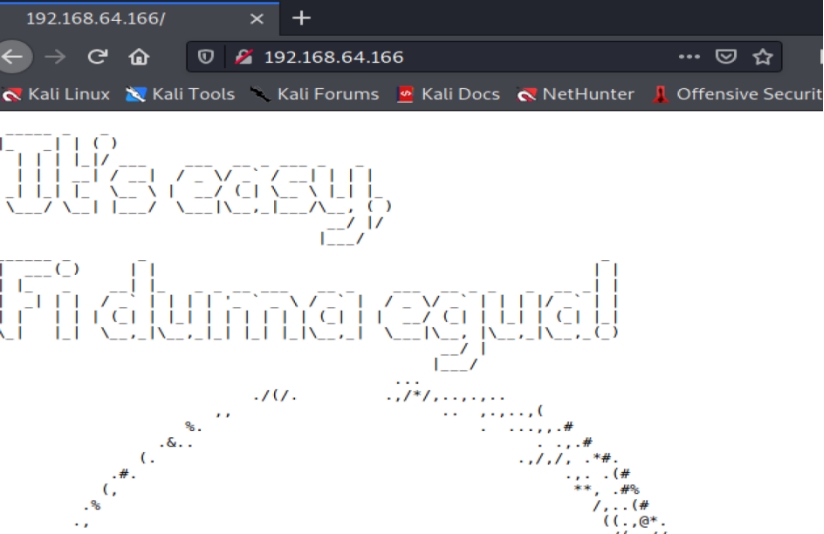 192.168.64.166/
192.168.64.166
Kali Linux Kali Tools Kali Forums Kali Docs NetHunter Offensive Securit
It's easy,
Fiduma egua!